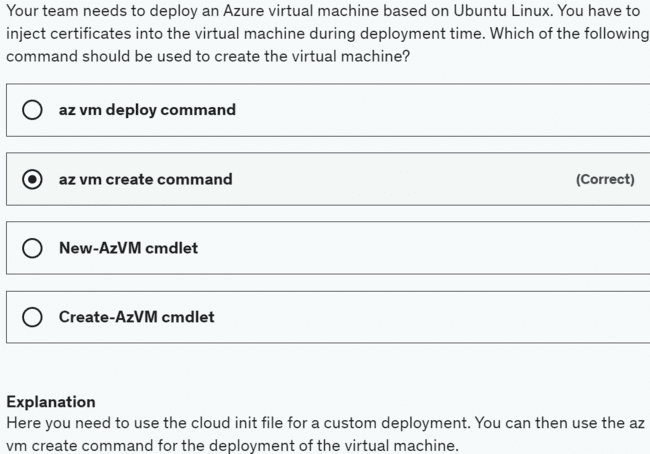 Your team needs to deploy an Azure virtual machine based on Ubuntu Linux. You have to
inject certificates into the virtual machine during deployment time. Which of the following
command should be used to create the virtual machine?
az vm deploy command
az vm create command (Correct)
New-AzVM cmdlet
Create-AzVM cmdlet
Explanation
Here you need to use the cloud init file for a custom deployment. You can then use the az
vm create command for the deployment of the virtual machine.